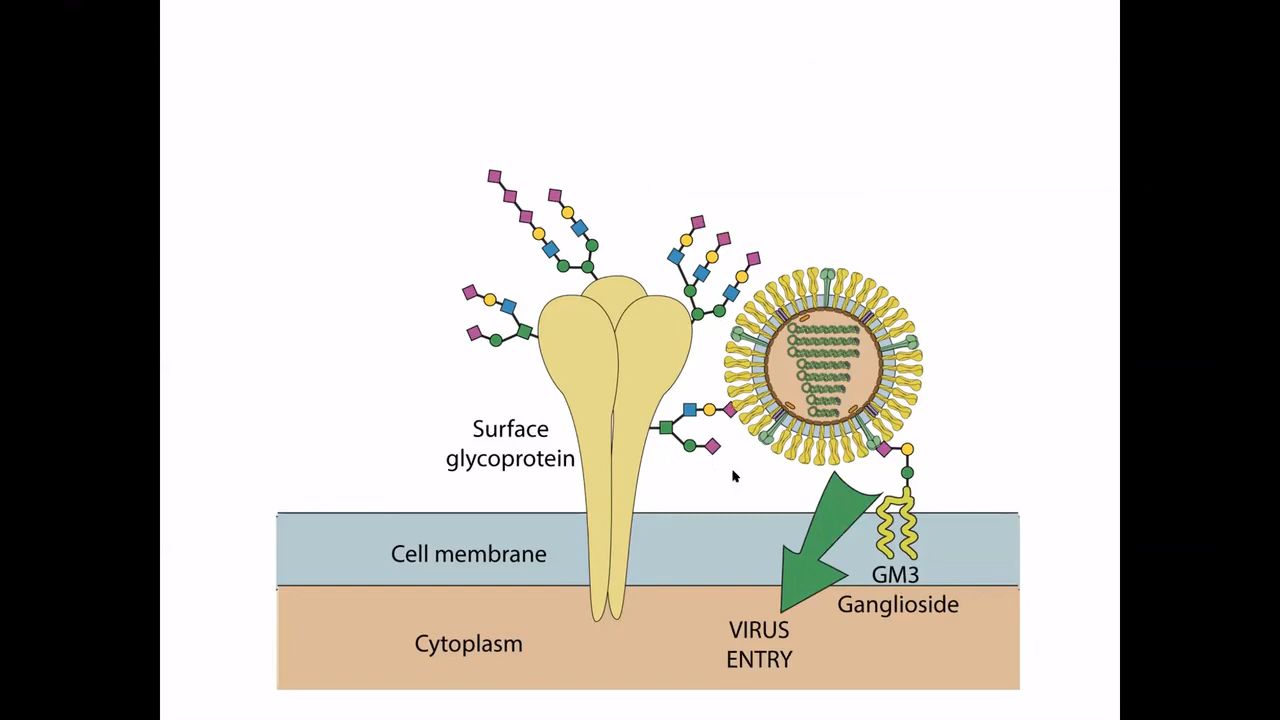 Surface
glycoprotein
Cell membrane
GM3
Ganglioside
Cytoplasm
VIRUS
ENTRY